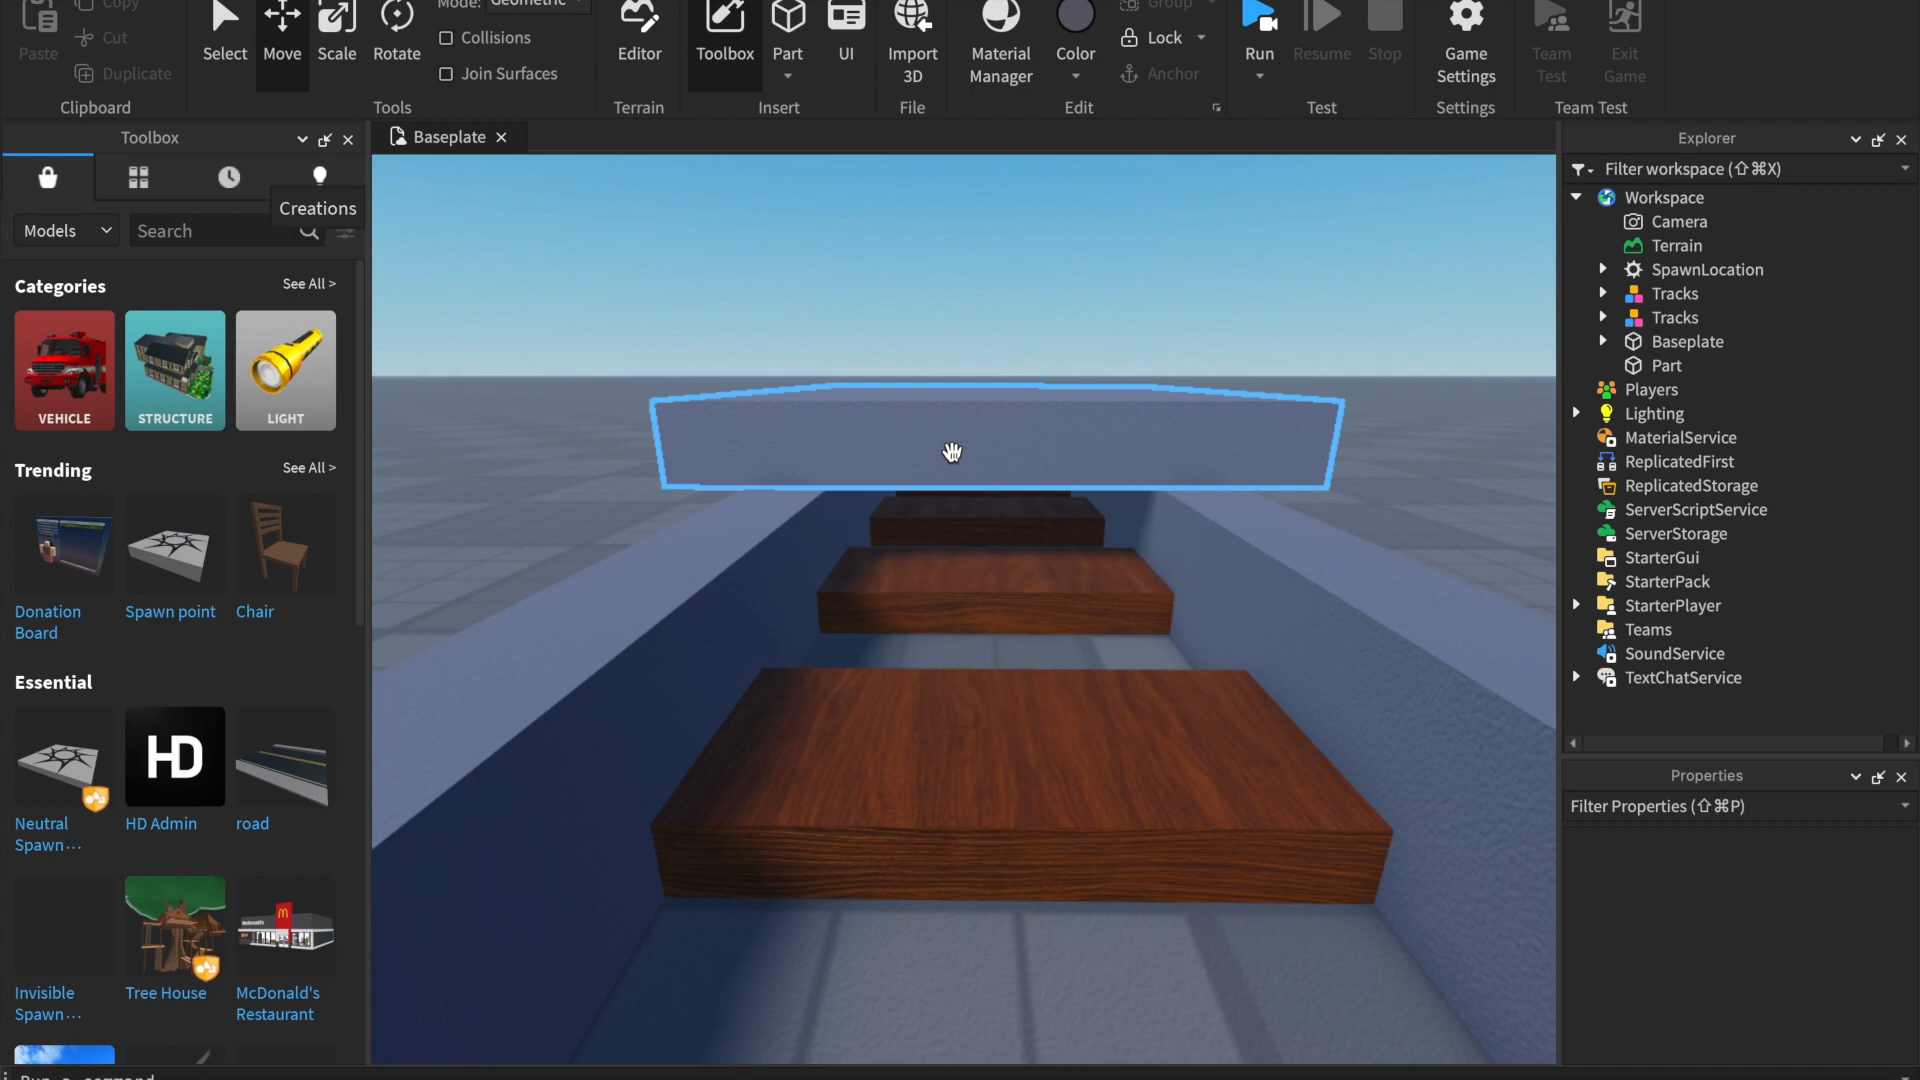 Mode:
Geometric
Copy
Paste
Cut
Duplicate
Clipboard
Select
Move
Scale
Rotate
Collisions
Join Surfaces
Tools
Editor
Terrain
Toolbox
Part
UI
Insert
Import
3D
File
Material
Manager
Color
Group
Lock
Anchor
Edit
Run
Resume
Stop
Test
Game
Settings
Settings
Team
Test
Exit
Game
Team Test
Toolbox
Baseplate
Explorer
Creations
Models
Search
Categories
See All >
VEHICLE
STRUCTURE
LIGHT
Trending
See All >
Donation
Board
Spawn point
Chair
Essential
HD
Neutral
Spawn...
HD Admin
road
Invisible
Spawn...
Tree House
McDonald's
Restaurant
Run a command
Filter workspace (⇧⌘X)
Workspace
Camera
Terrain
SpawnLocation
Tracks
Tracks
Baseplate
Part
Players
Lighting
MaterialService
ReplicatedFirst
ReplicatedStorage
ServerScriptService
ServerStorage
StarterGui
StarterPack
StarterPlayer
Teams
SoundService
TextChatService
Properties
Filter Properties (⇧⌘P)